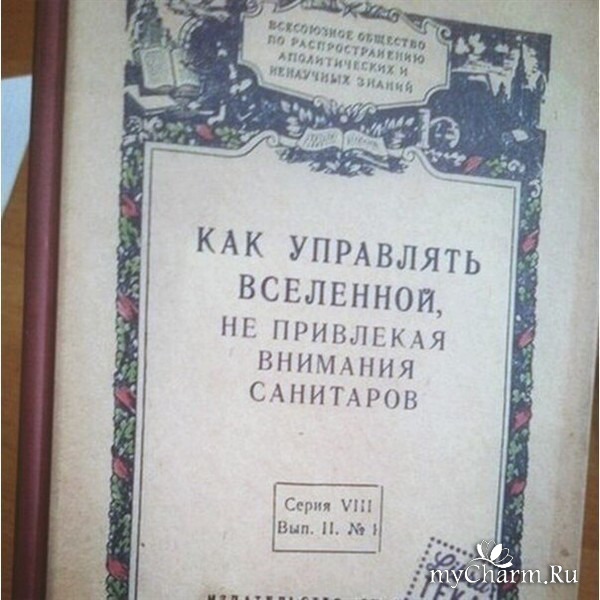 ВСЕСОЮЗНОЕ ОБЩЕСТВО
ПО РАСПРОСТРАНЕНИЮ
АПОЛИТИЧЕСКИХ И
НЕНАУЧНЫХ ЗНАНИЙ
КАК УПРАВЛЯТЬ
ВСЕЛЕННОЙ,
НЕ ПРИВЛЕКАЯ
ВНИМАНИЯ
САНИТАРОВ
Серия VIII
Вып. II. №
ИЗДАТЕЛЬСТВО
myCharm.Ru